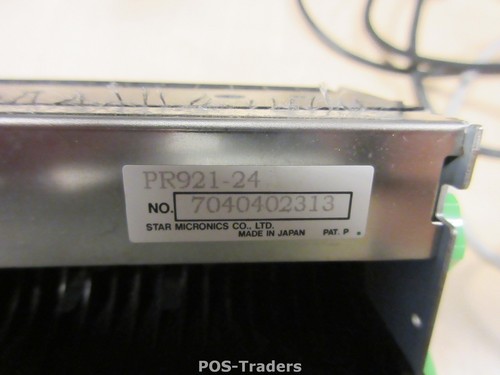 PR921-24
NO. 7040402313
STAR MICRONICS CO., LTD.
MADE IN JAPAN PAT. P.
POS-Traders